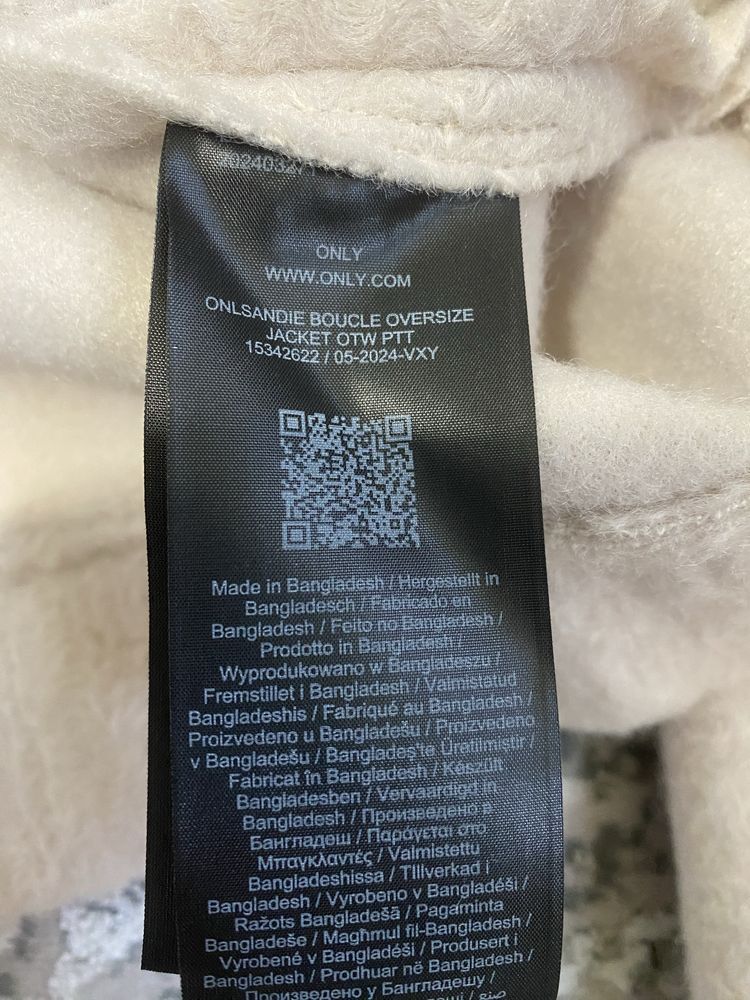 ONLY
WWW.ONLY.COM
ONLSANDIE BOUCLE OVERSIZE
JACKET OTW PTT
15342622 / 05-2024-VXY
Made in Bangladesh / Hergestellt in
Bangladesch / Fabricado en
Bangladesh / Feito no Bangladesh /
Prodotto in Bangladesh /
Wyprodukowano w Bangladeszu /
Fremstillet i Bangladesh / Valmistatud
Bangladeshis / Fabriqué au Bangladesh /
Proizvedeno u Bangladešu / Proizvedeno
v Bangladešu / Bangladeş'te Üretilmiştir /
Fabricat în Bangladesh / Készült
Bangladesben / Vervaardigd in
Bangladesh / Произведено в
Бангладеш / Παράγεται στο
Μπαγκλαντές / Valmistettu
Bangladeshissa / Tillverkad i
Bangladesh / Vyrobeno v Bangladéši /
Ražots Bangladešā / Pagaminta
Bangladeše / Magħmul fil-Bangladesh /
Vyrobené v Bangladéši / Produsert i
Bangladesh / Prodhuar në Bangladesh /
Произведено у Бангладешу /